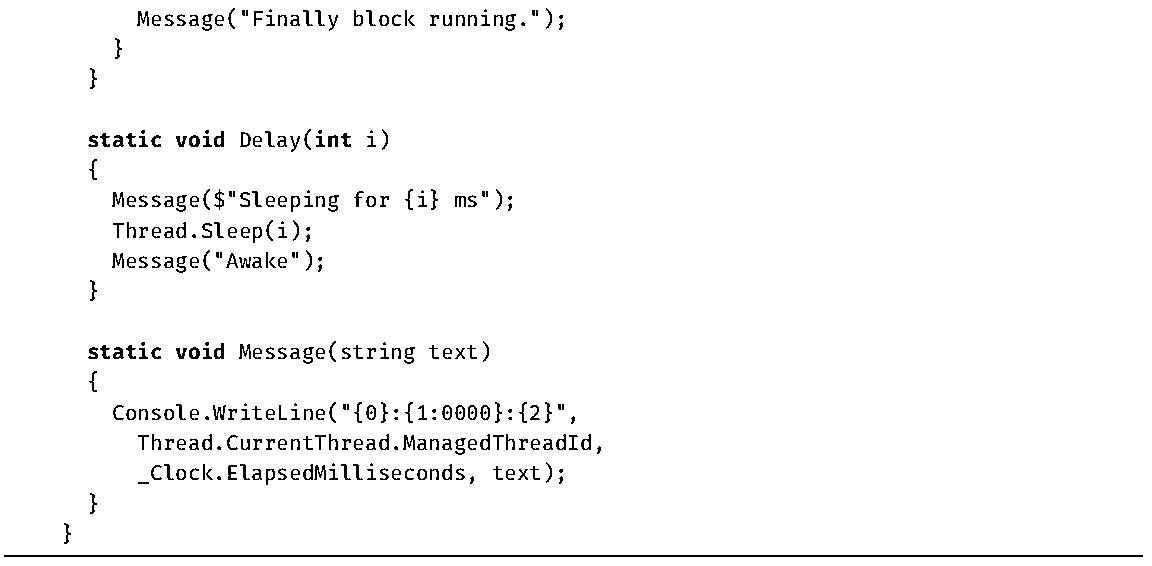 Message("Finally block running.");
}
}
static void Delay(int i)
{
Message($"Sleeping for {i} ms");
Thread.Sleep(i);
Message("Awake");
}
static void Message(string text)
{
Console.WriteLine("{0}:{1:0000}:{2}",
Thread.CurrentThread.ManagedThreadId,
_Clock.ElapsedMilliseconds, text);
}
}